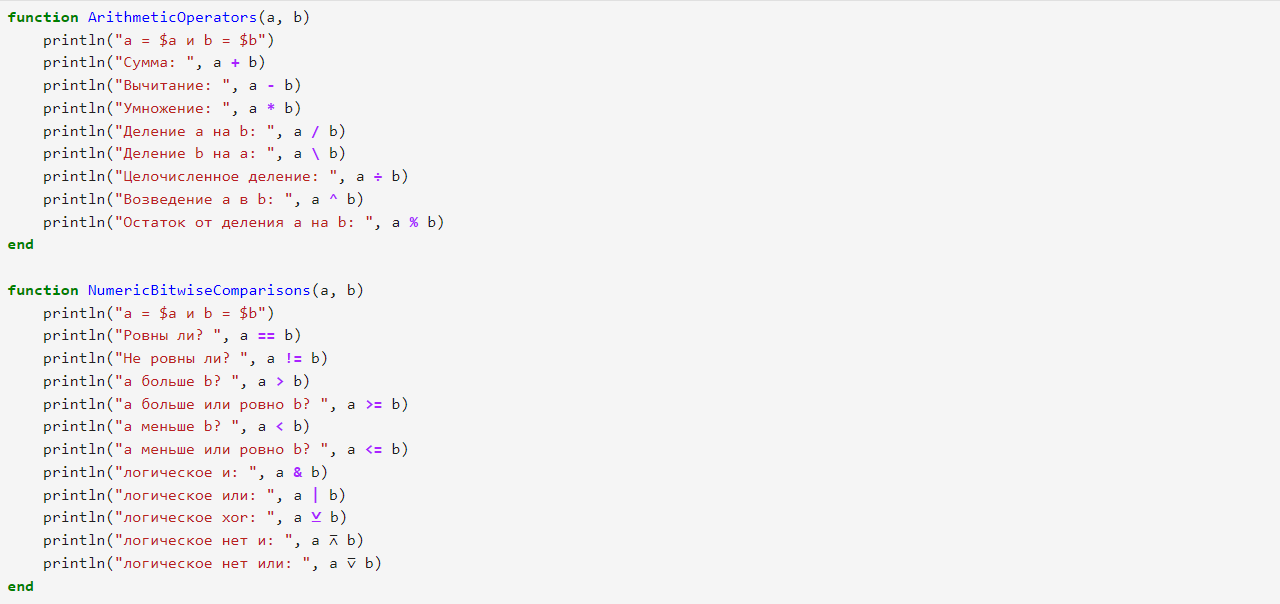 function ArithmeticOperators(a, b)
    println("a = $a и b = $b")
    println("Сумма: ", a + b)
    println("Вычитание: ", a - b)
    println("Умножение: ", a * b)
    println("Деление a на b: ", a / b)
    println("Деление b на a: ", a \ b)
    println("Целочисленное деление: ", a ÷ b)
    println("Возведение a в b: ", a ^ b)
    println("Остаток от деления a на b: ", a % b)
end

function NumericBitwiseComparisons(a, b)
    println("a = $a и b = $b")
    println("Ровны ли? ", a == b)
    println("Не ровны ли? ", a != b)
    println("a больше b? ", a > b)
    println("a больше или ровно b? ", a >= b)
    println("a меньше b? ", a < b)
    println("a меньше или ровно b? ", a <= b)
    println("логическое и: ", a & b)
    println("логическое или: ", a | b)
    println("логическое xor: ", a ⊻ b)
    println("логическое нет и: ", a ⊼ b)
    println("логическое нет или: ", a ⊽ b)
end